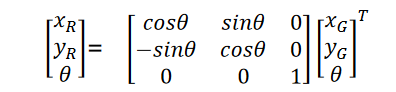 [x_R] = [cosθ sinθ 0] [x_G]^T
[y_R] [−sinθ cosθ 0] [y_G]
[θ] [0 0 1] [θ]